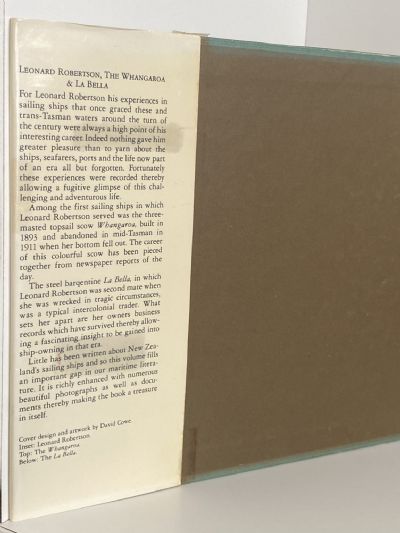 LEONARD ROBERTSON, THE WHANGAROA
& LA BELLA
For Leonard Robertson his experiences in
sailing ships that once graced these and
trans-Tasman waters around the turn of
the century were always a high point of his
interesting career. Indeed nothing gave him
greater pleasure than to yarn about the
ships, seafarers, ports and the life now part
of an era all but forgotten. Fortunately
these experiences were recorded thereby
allowing a fugitive glimpse of this chal-
lenging and adventurous life.
Among the first sailing ships in which
Leonard Robertson served was the three-
masted topsail scow Whangaroa, built in
1893 and abandoned in mid-Tasman in
1911 when her bottom fell out. The career
of this colourful scow has been pieced
together from newspaper reports of the
day.
The steel barqentine La Bella, in which
Leonard Robertson was second mate when
she was wrecked in tragic circumstances,
was a typical intercolonial trader. What
sets her apart are her owners business
records which have survived thereby allow-
ing a fascinating insight to be gained into
ship-owning in that era.
Little has been written about New Zea-
land's sailing ships and so this volume fills
an important gap in our maritime litera-
ture. It is richly enhanced with numerous
beautiful photographs as well as docu-
ments thereby making the book a treasure
in itself.
Cover design and artwork by David Cowe.
Inset: Leonard Robertson.
Top: The Whangaroa.
Below: The La Bella.